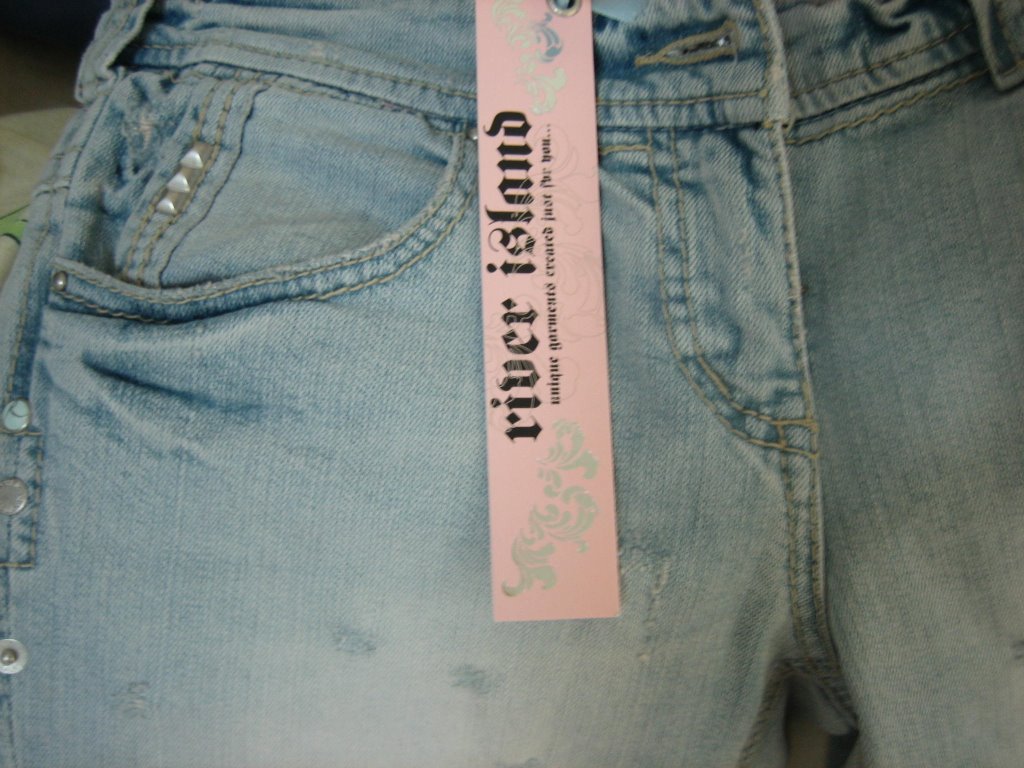 river island
unique garments created just for you...